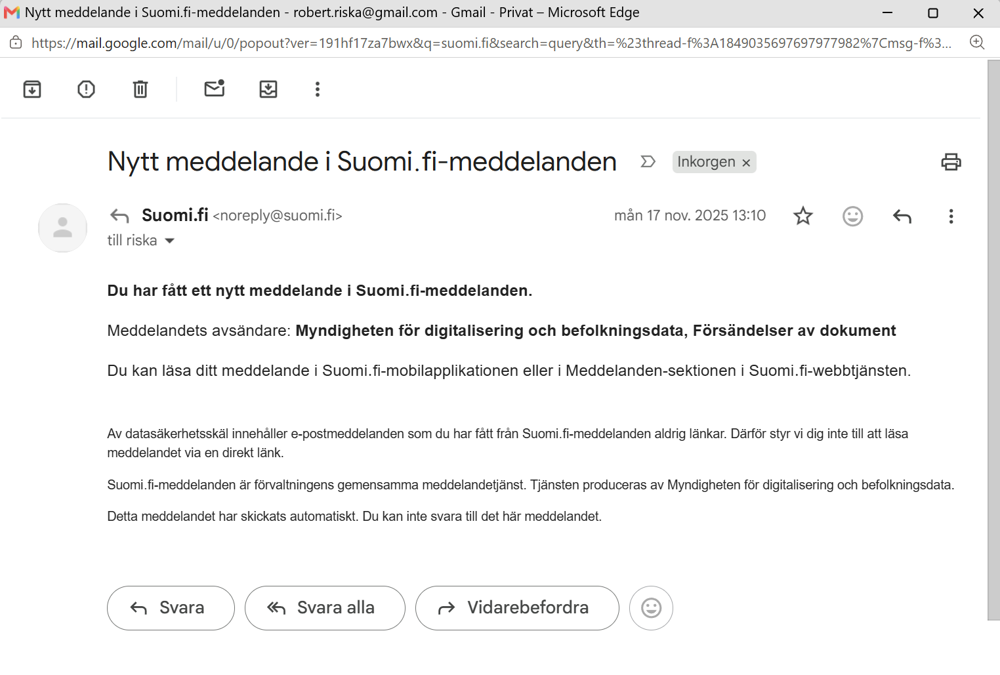 Nytt meddelande i Suomi.fi-meddelanden - robert.riska@gmail.com - Gmail - Privat – Microsoft Edge
https://mail.google.com/mail/u/0/popout?ver=191hf17za7bwx&q=suomi.fi&search=query&th=%23thread-f%3A1849035697697977982%7Cmsg-f%3...
Nytt meddelande i Suomi.fi-meddelanden Inkorgen ×
Suomi.fi <noreply@suomi.fi> mån 17 nov. 2025 13:10
till riska
Du har fått ett nytt meddelande i Suomi.fi-meddelanden.
Meddelandets avsändare: Myndigheten för digitalisering och befolkningsdata, Försändelser av dokument
Du kan läsa ditt meddelande i Suomi.fi-mobilapplikationen eller i Meddelanden-sektionen i Suomi.fi-webbtjänsten.
Av datasäkerhetsskäl innehåller e-postmeddelanden som du har fått från Suomi.fi-meddelanden aldrig länkar. Därför styr vi dig inte till att läsa
meddelandet via en direkt länk.
Suomi.fi-meddelanden är förvaltningens gemensamma meddelandetjänst. Tjänsten produceras av Myndigheten för digitalisering och befolkningsdata.
Detta meddelandet har skickats automatiskt. Du kan inte svara till det här meddelandet.
Svara Svara alla Vidarebefordra